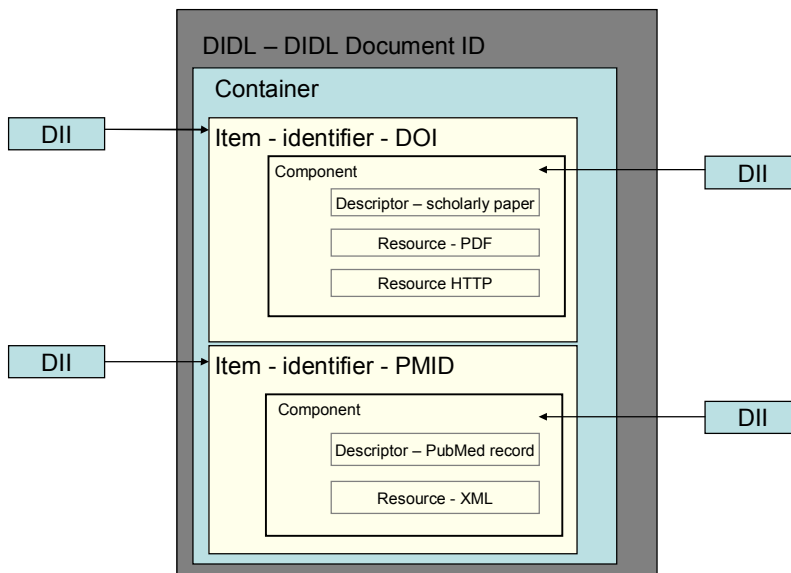 DIDL – DIDL Document ID
Container
DII
Item - identifier - DOI
Component
DII
Descriptor – scholarly paper
Resource - PDF
Resource HTTP
DII
Item - identifier - PMID
Component
DII
Descriptor – PubMed record
Resource - XML